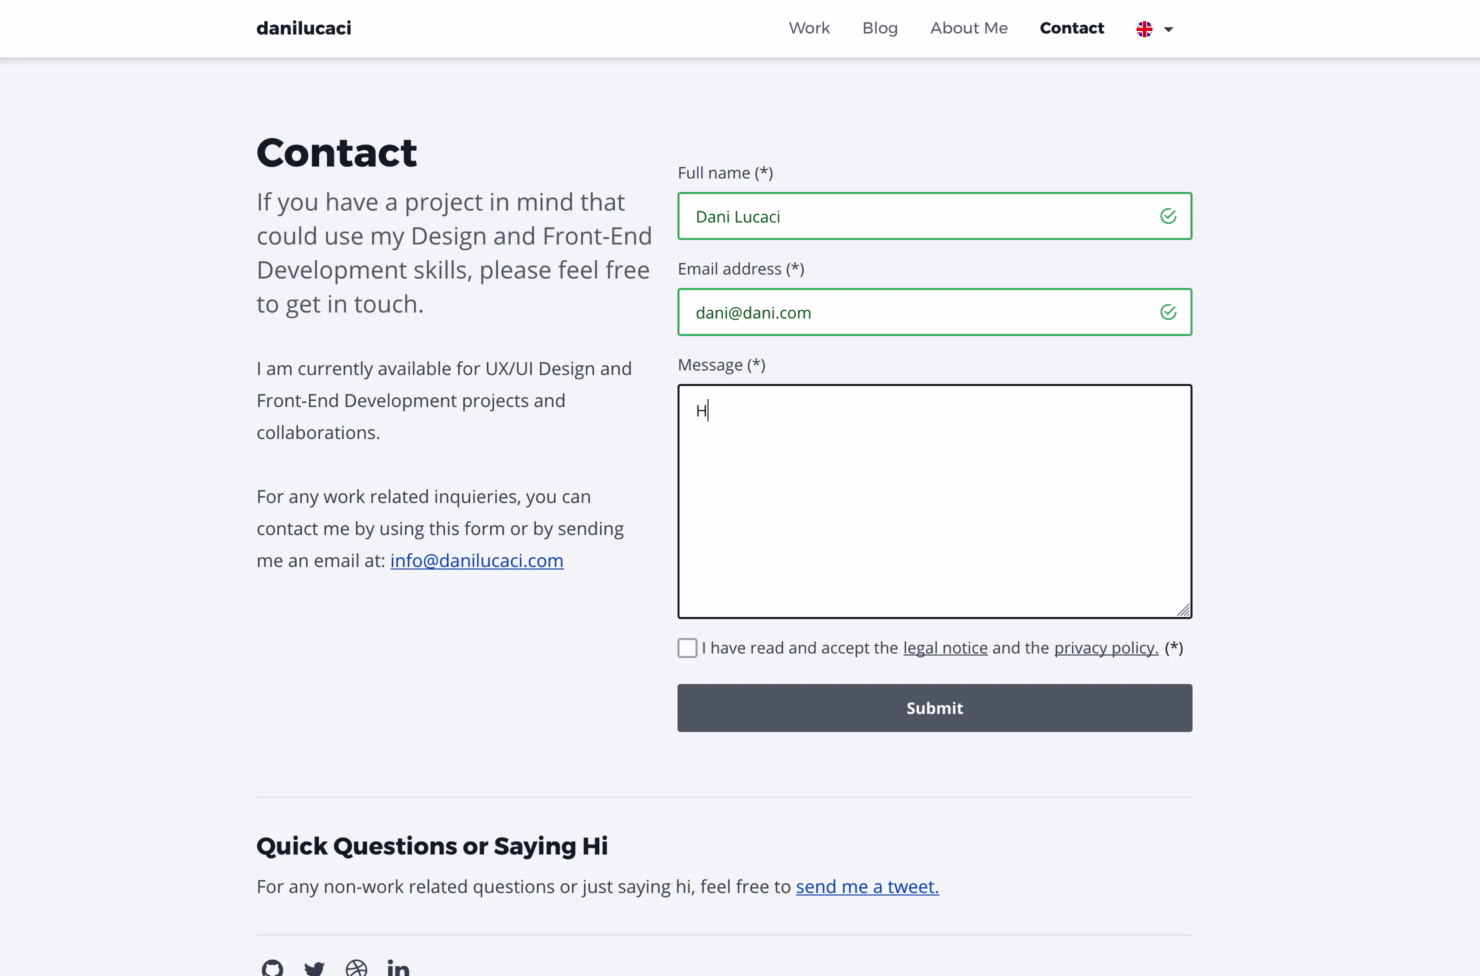 danilucaci
Work Blog About Me Contact
Contact
If you have a project in mind that
could use my Design and Front-End
Development skills, please feel free
to get in touch.
I am currently available for UX/UI Design and
Front-End Development projects and
collaborations.
For any work related inquieries, you can
contact me by using this form or by sending
me an email at: info@danilucaci.com
Full name (*)
Dani Lucaci
Email address (*)
dani@dani.com
Message (*)
H
I have read and accept the legal notice and the privacy policy. (*)
Submit
Quick Questions or Saying Hi
For any non-work related questions or just saying hi, feel free to send me a tweet.
in